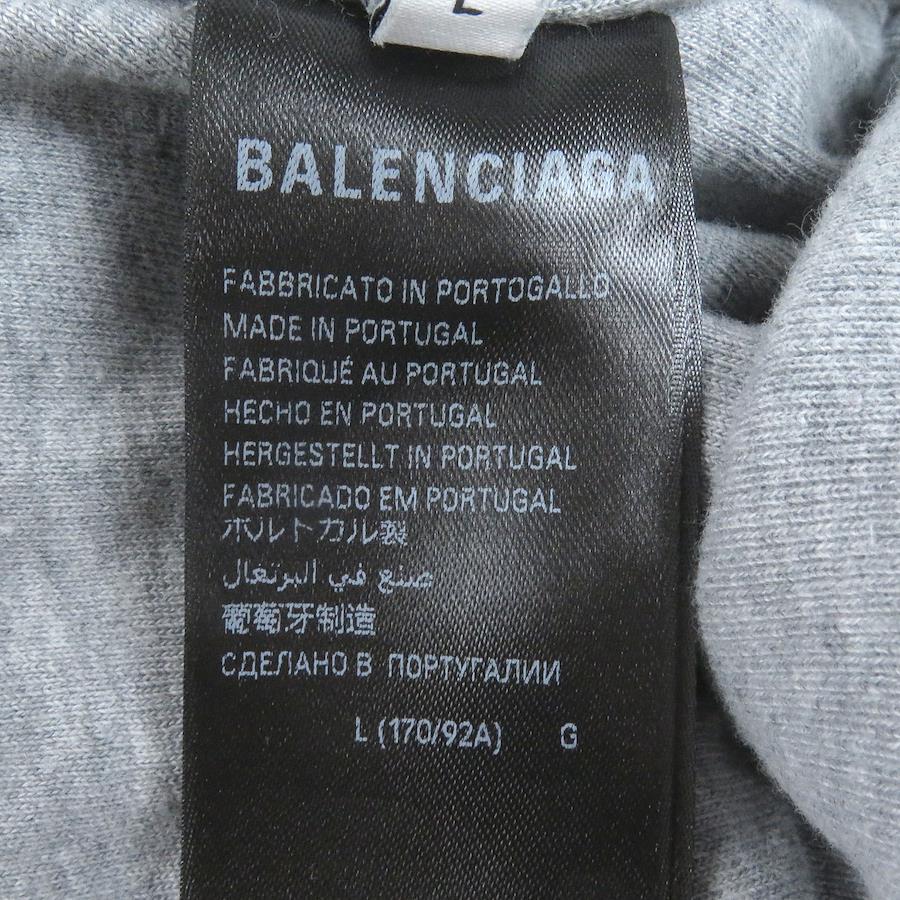 L
BALENCIAGA
FABBRICATO IN PORTOGALLO
MADE IN PORTUGAL
FABRIQUÉ AU PORTUGAL
HECHO EN PORTUGAL
HERGESTELLT IN PORTUGAL
FABRICADO EM PORTUGAL
ポルトカル製
صنع في البرتغال
葡萄牙制造
СДЕЛАНО В ПОРТУГАЛИИ
L (170/92A) G